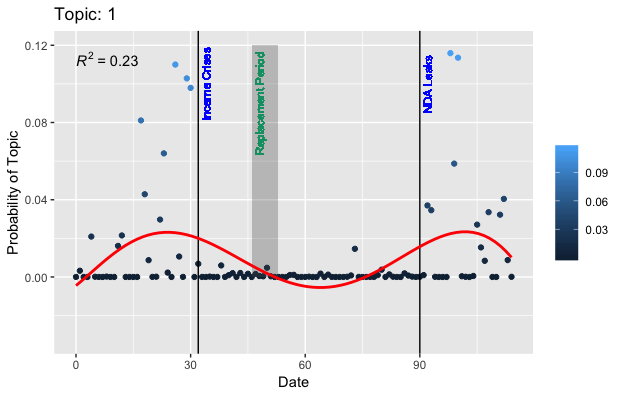 Topic: 1
R² = 0.23
Income Crises
Replacement Period
NDA Leaks
0.12
0.08
0.04
0.00
Probability of Topic
0
30
60
90
Date
0.09
0.06
0.03